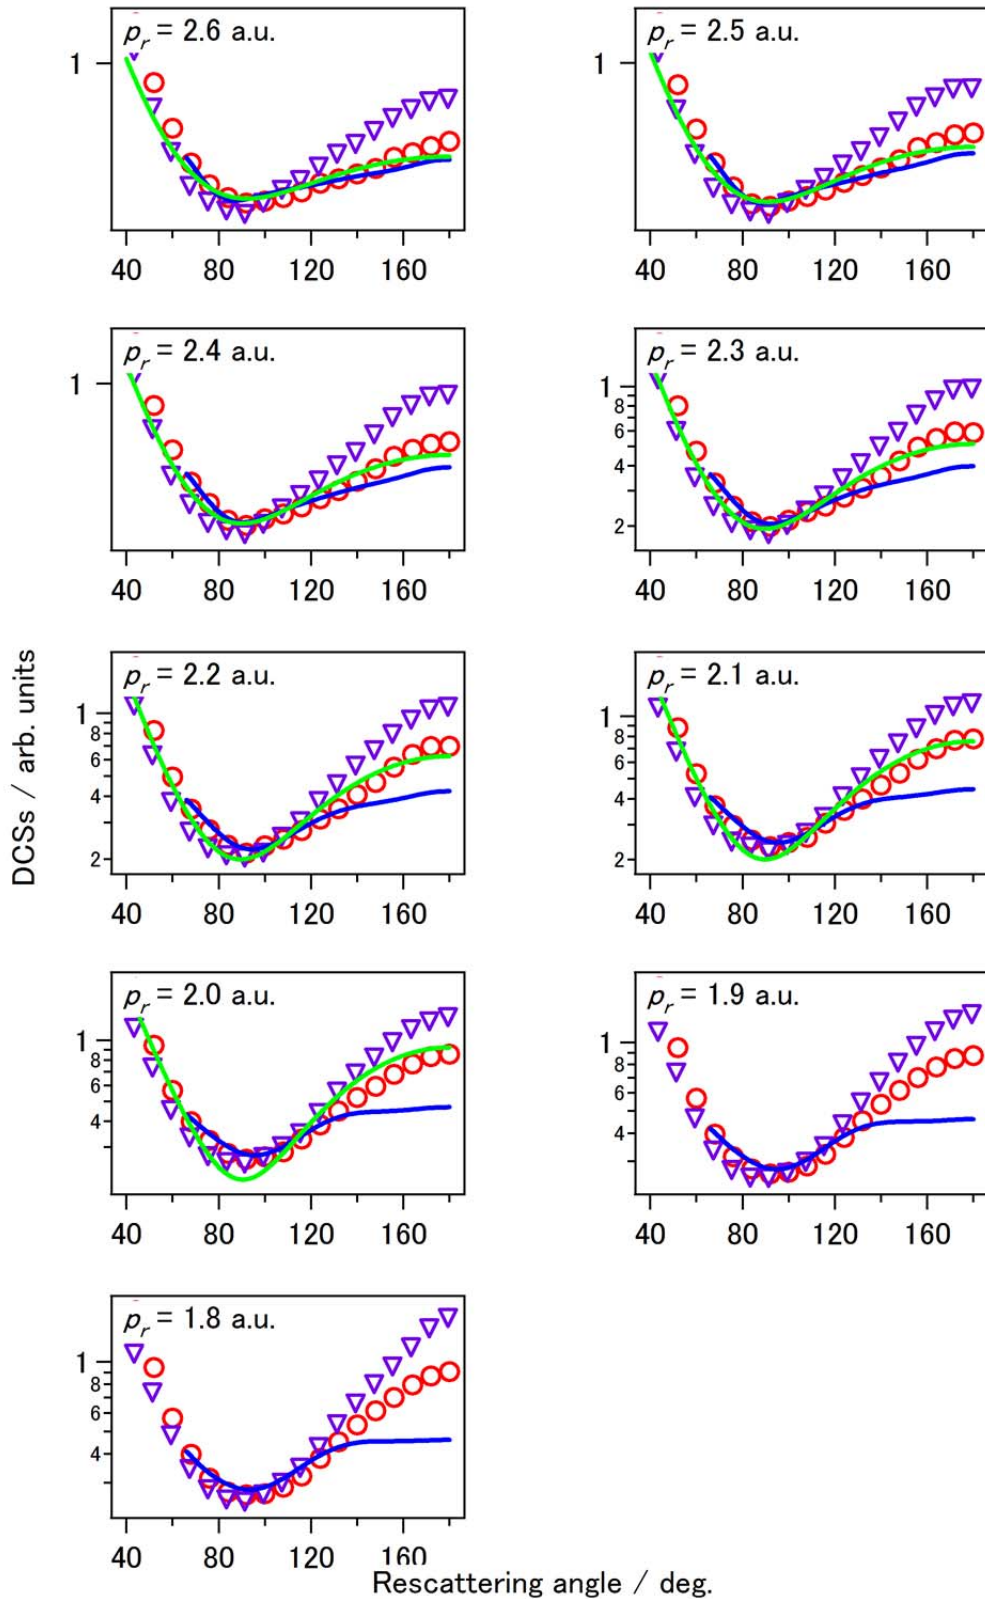 p_r = 2.6 a.u.
1
40 80 120 160
p_r = 2.5 a.u.
1
40 80 120 160
p_r = 2.4 a.u.
1
40 80 120 160
p_r = 2.3 a.u.
1
8
6
4
2
40 80 120 160
DCSs / arb. units
p_r = 2.2 a.u.
1
8
6
4
2
40 80 120 160
p_r = 2.1 a.u.
1
8
6
4
2
40 80 120 160
p_r = 2.0 a.u.
1
8
6
4
40 80 120 160
p_r = 1.9 a.u.
1
8
6
4
40 80 120 160
p_r = 1.8 a.u.
1
8
6
4
40 80 120 160
Rescattering angle / deg.